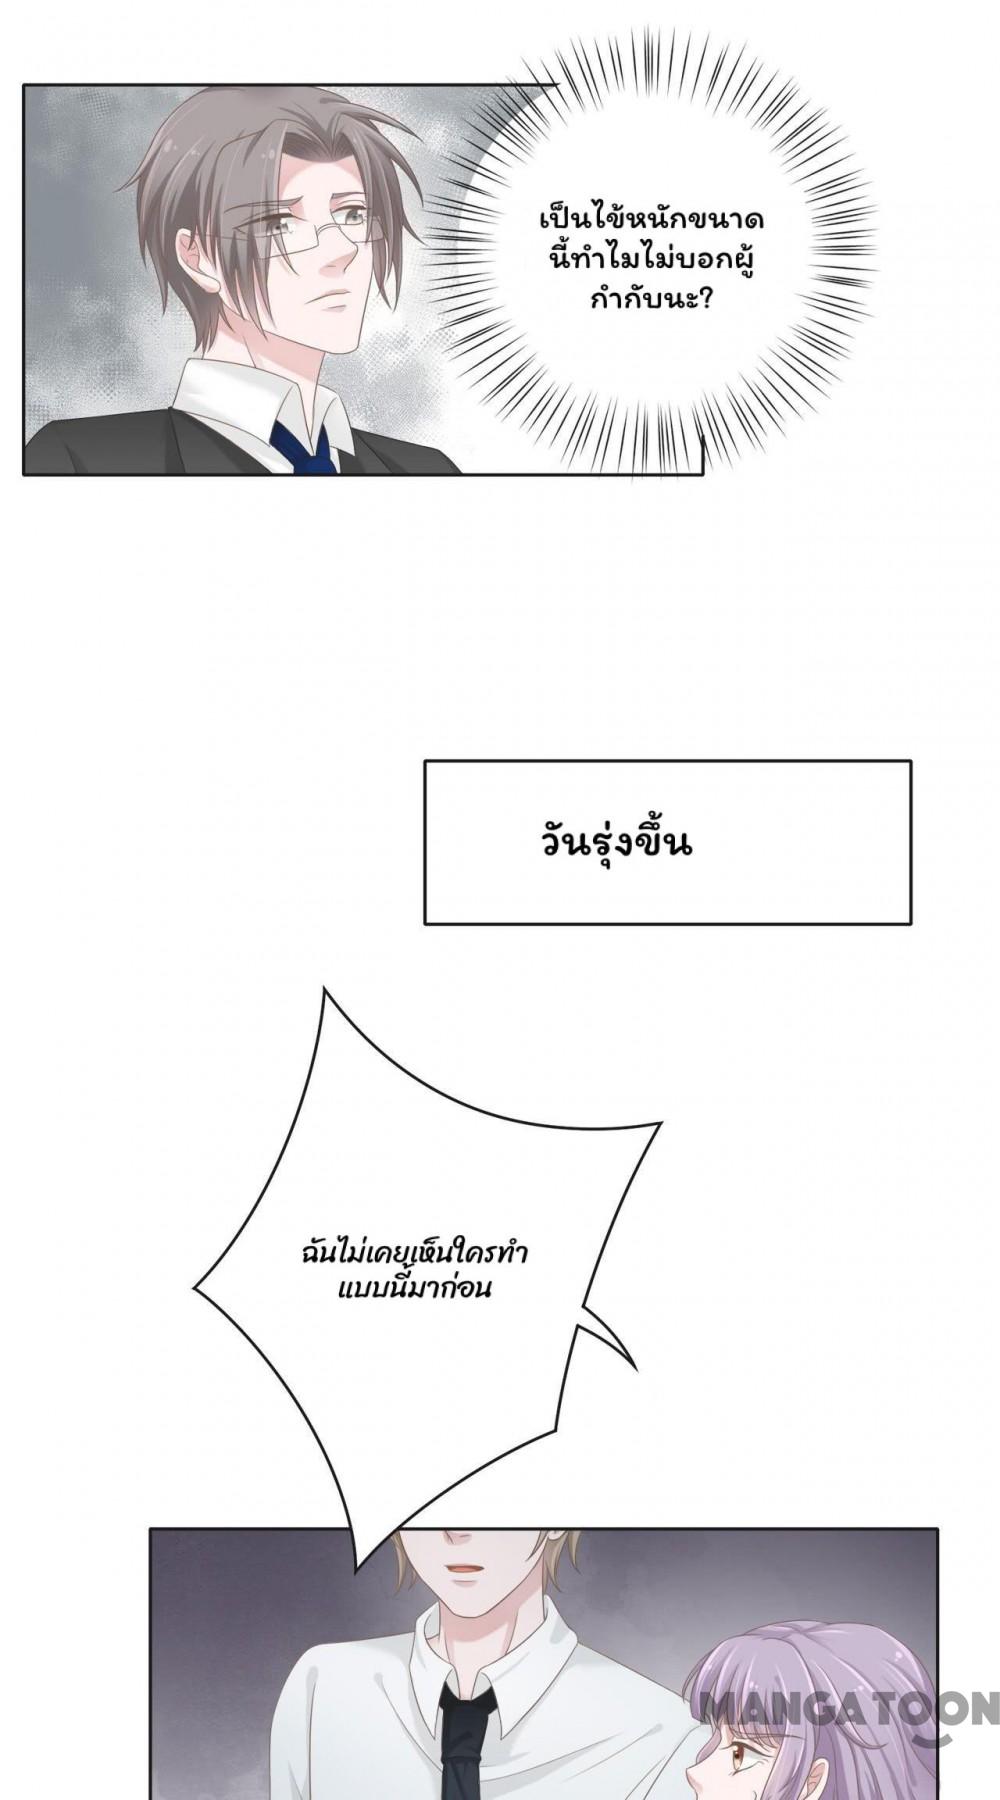 เป็นไข้หนักขนาด
นี้ทำไมไม่บอกผู้
กำกับนะ?
วันรุ่งขึ้น
ฉันไม่เคยเห็นใครทำ
แบบนี้มาก่อน
MANGATOON